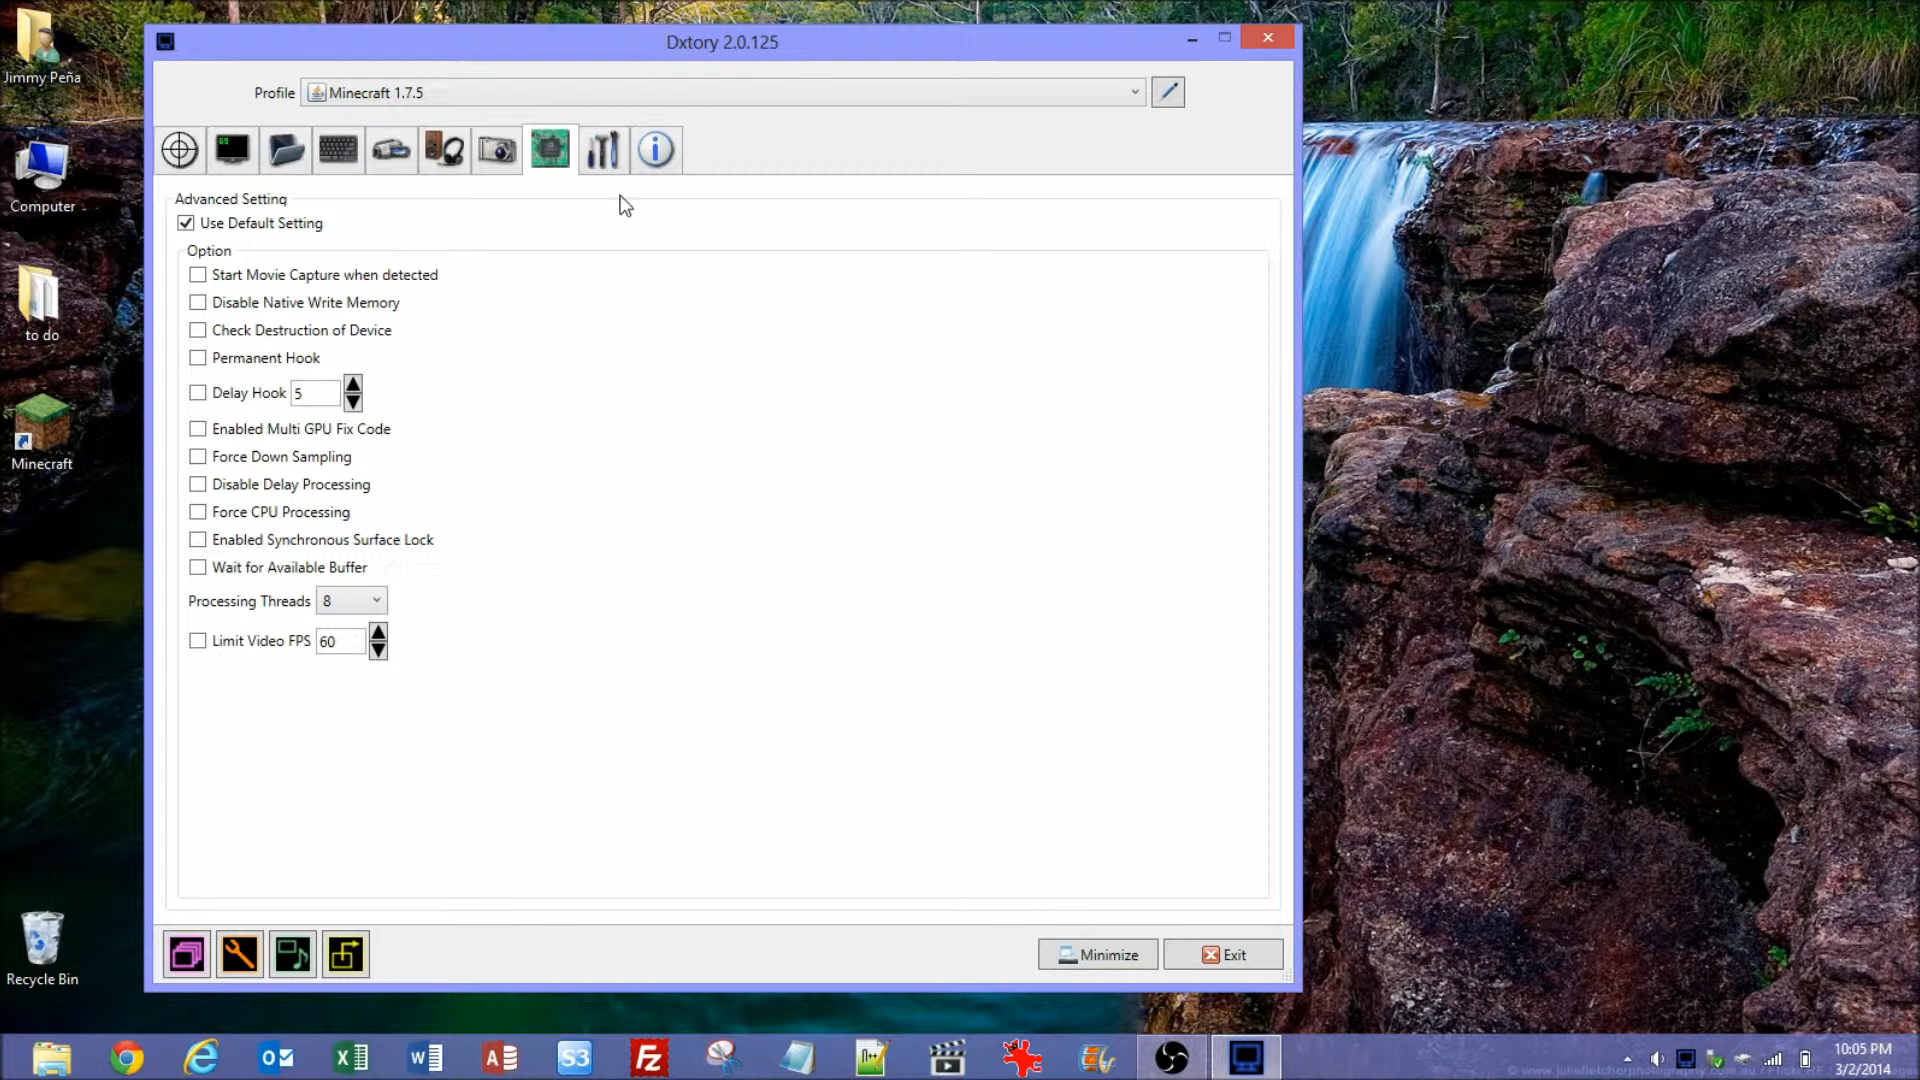 Dxtory 2.0.125
Jimmy Peña
Computer
to do
Minecraft
Recycle Bin
Profile
Minecraft 1.7.5
69
Advanced Setting
Use Default Setting
Option
Start Movie Capture when detected
Disable Native Write Memory
Check Destruction of Device
Permanent Hook
Delay Hook 5
Enabled Multi GPU Fix Code
Force Down Sampling
Disable Delay Processing
Force CPU Processing
Enabled Synchronous Surface Lock
Wait for Available Buffer
Processing Threads 8
Limit Video FPS 60
Minimize
Exit
S3
Fz
10:05 PM
3/2/2014